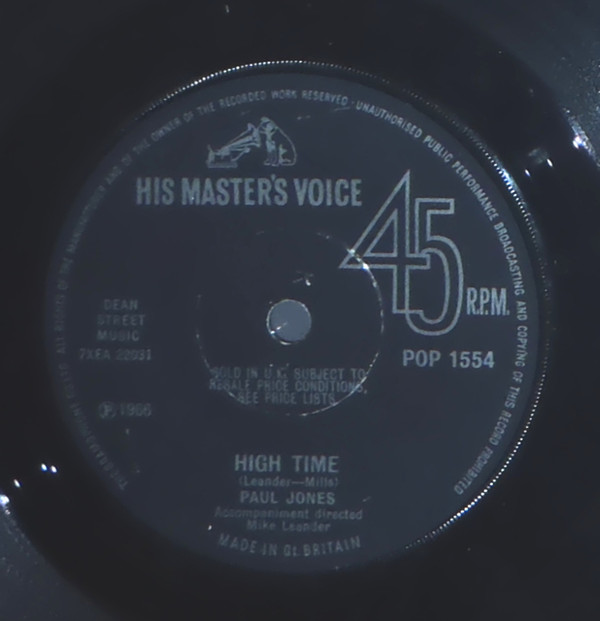 ALL RIGHTS OF THE MANUFACTURER AND OF THE OWNER OF THE RECORDED WORK RESERVED · UNAUTHORISED PUBLIC PERFORMANCE BROADCASTING AND COPYING OF THIS RECORD PROHIBITED
HIS MASTER'S VOICE
45 R.P.M.
DEAN
STREET
MUSIC
7XEA 22031
POP 1554
SOLD IN U.K. SUBJECT TO
RESALE PRICE CONDITIONS,
SEE PRICE LISTS
Ⓟ 1966
HIGH TIME
(Leander—Mills)
PAUL JONES
Accompaniment directed
Mike Leander
MADE IN Gt. BRITAIN